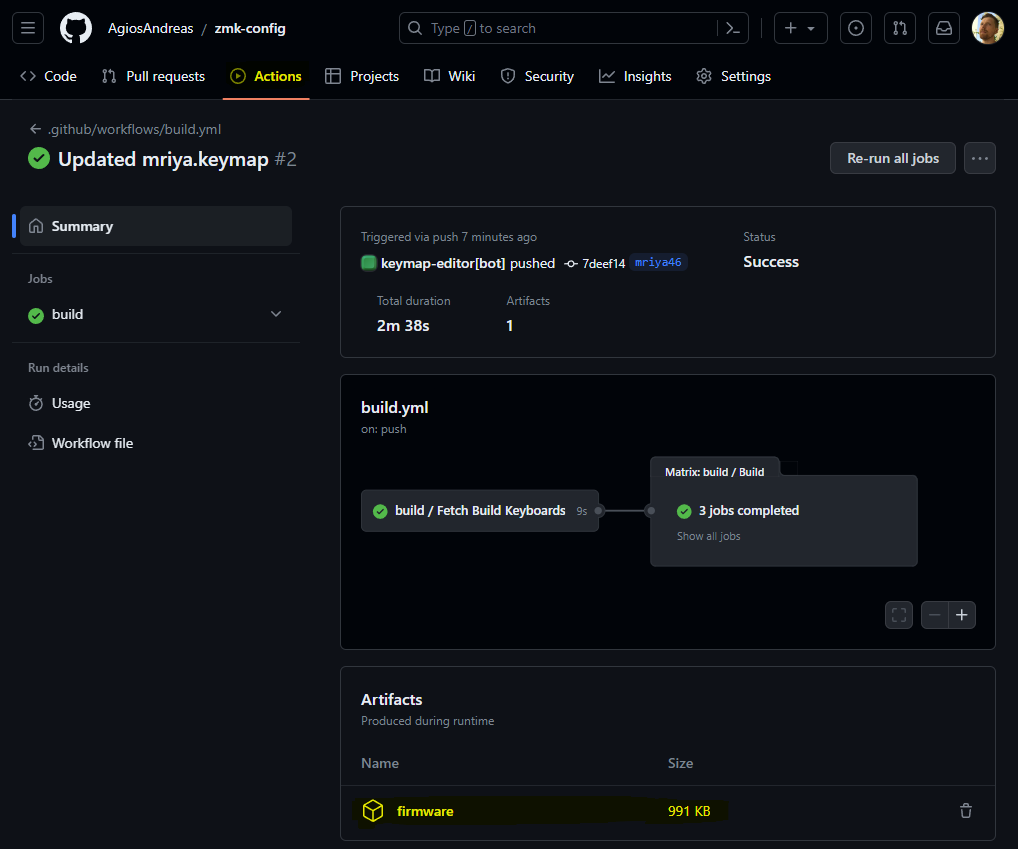 AgiosAndreas / zmk-config
Type / to search
Code Pull requests Actions Projects Wiki Security Insights Settings
.github/workflows/build.yml
Updated mriya.keymap #2
Re-run all jobs
Summary
Jobs
build
Run details
Usage
Workflow file
Triggered via push 7 minutes ago
Status
keymap-editor[bot] pushed 7deef14 mriya46
Success
Total duration
Artifacts
2m 38s
1
build.yml
on: push
Matrix: build / Build
build / Fetch Build Keyboards 9s
3 jobs completed
Show all jobs
Artifacts
Produced during runtime
Name Size
firmware 991 KB